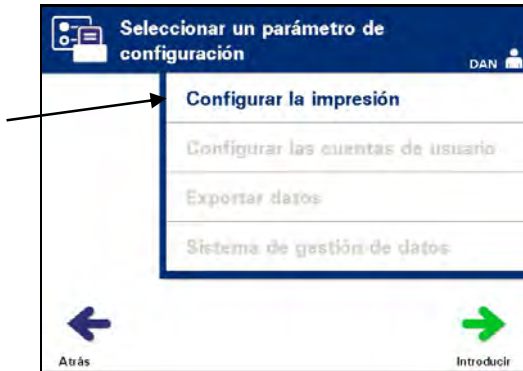 Seleccionar un parámetro de
configuración
DAN
Configurar la impresión
Configurar las cuentas de usuario
Exportar datos
Sistema de gestión de datos
Atrás
Introducir